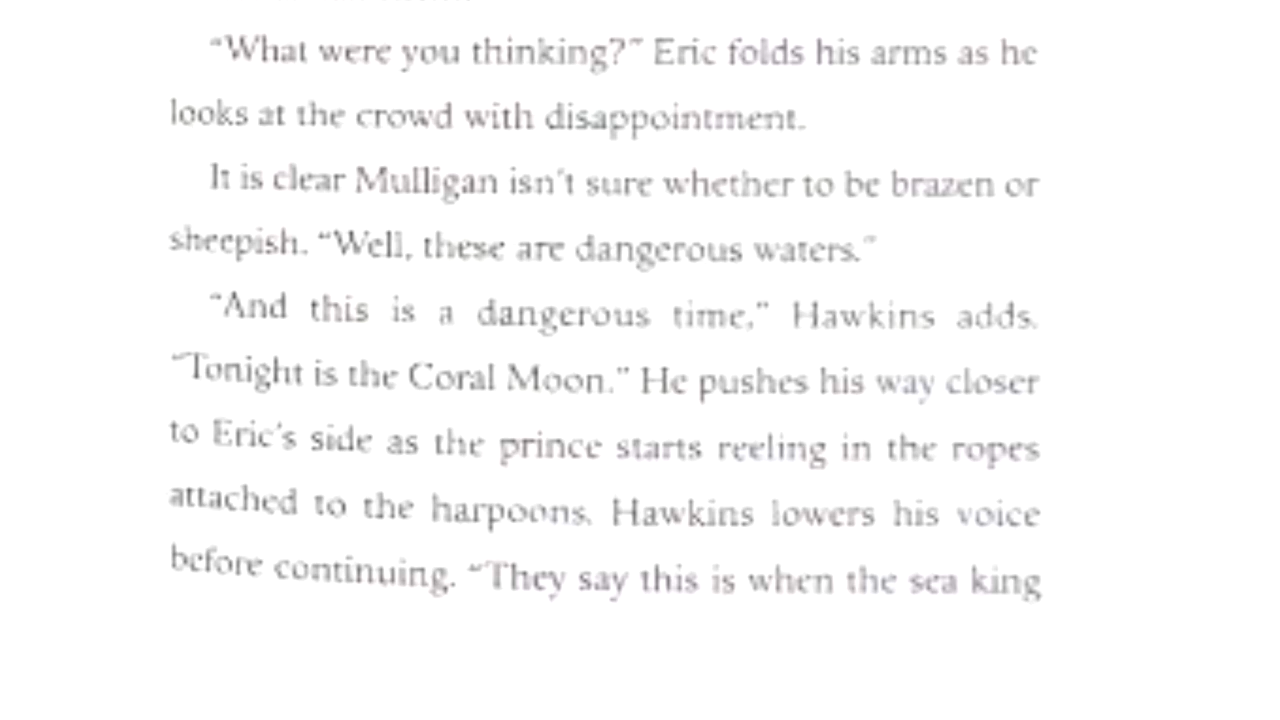 “What were you thinking?” Eric folds his arms as he
looks at the crowd with disappointment.
It is clear Mulligan isn’t sure whether to be brazen or
sheepish. “Well, these are dangerous waters.”
“And this is a dangerous time,” Hawkins adds.
“Tonight is the Coral Moon.” He pushes his way closer
to Eric’s side as the prince starts reeling in the ropes
attached to the harpoons. Hawkins lowers his voice
before continuing. “They say this is when the sea king